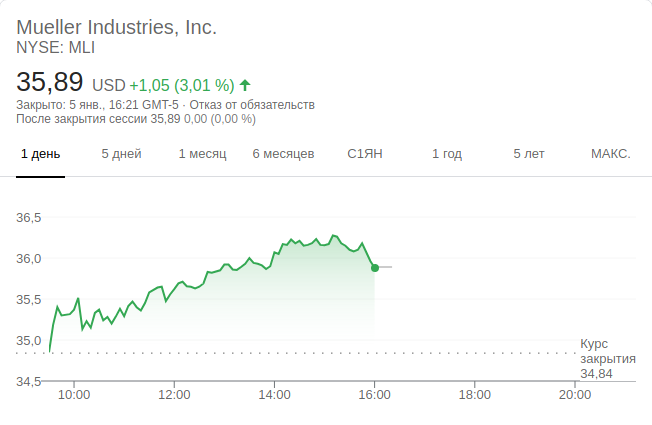 Mueller Industries, Inc.
NYSE: MLI
35,89 USD +1,05 (3,01 %)
Закрыто: 5 янв., 16:21 GMT-5 · Отказ от обязательств
После закрытия сессии 35,89 0,00 (0,00 %)
1 день 5 дней 1 месяц 6 месяцев С1ЯН 1 год 5 лет МАКС.
36,5
36,0
35,5
35,0
Курс
закрытия
34,84
34,5
10:00 12:00 14:00 16:00 18:00 20:00